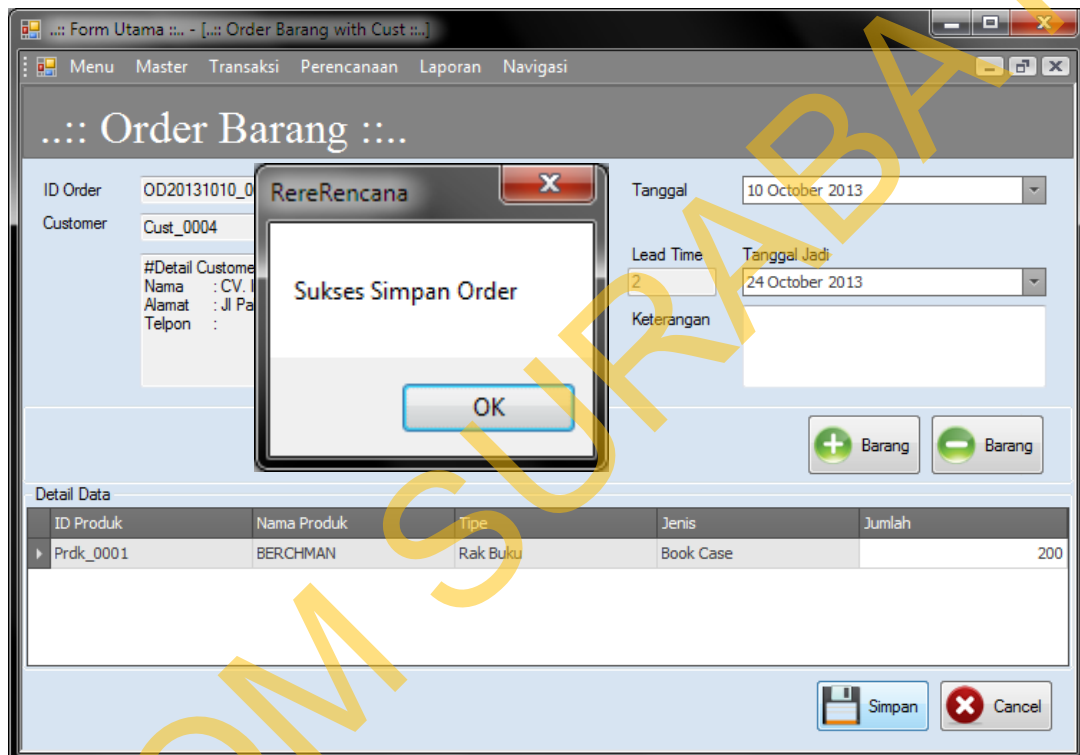 ..:: Form Utama ::.. - [..:: Order Barang with Cust ::..]
Menu Master Transaksi Perencanaan Laporan Navigasi
..:: Order Barang ::..
ID Order OD20131010_0
Customer Cust_0004
#Detail Custome
Nama : CV.
Alamat : Jl Pa
Telpon :
RereRencana
Sukses Simpan Order
OK
Tanggal 10 October 2013
Lead Time Tanggal Jadi
2 24 October 2013
Keterangan
Barang Barang
Detail Data
ID Produk Nama Produk Tipe Jenis Jumlah
Prdk_0001 BERCHMAN Rak Buku Book Case 200
Simpan Cancel
OM SURABA